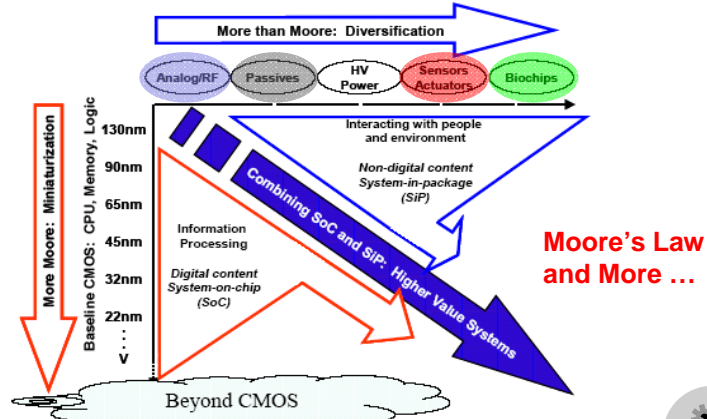 More than Moore: Diversification
Analog/RF
Passives
HV
Power
Sensors
Actuators
Biochips
More Moore: Miniaturization
Baseline CMOS: CPU, Memory, Logic
130nm
90nm
65nm
45nm
32nm
22nm
.
.
.
V
Interacting with people
and environment
Non-digital content
System-in-package
(SiP)
Combining SoC and SiP: Higher Value Systems
Information
Processing
Digital content
System-on-chip
(SoC)
Moore's Law
and More ...
Beyond CMOS